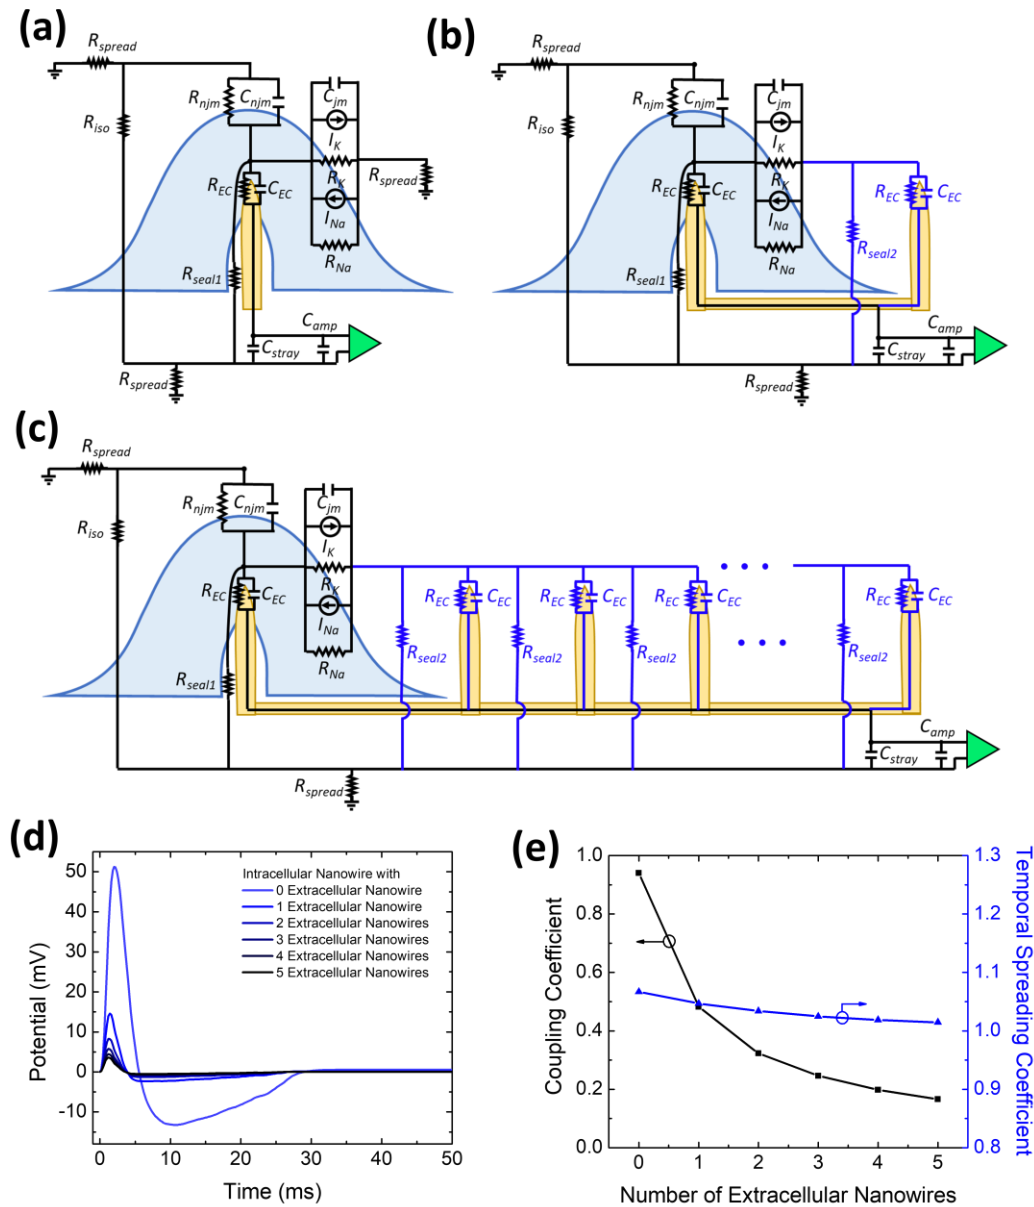 (a)
R_spread
R_njm
C_njm
C_jm
R_iso
I_K
R_K
R_spread
R_EC
C_EC
I_Na
R_Na
R_seal1
C_amp
C_stray
R_spread
(b)
R_spread
R_njm
C_njm
C_jm
R_iso
I_K
R_K
R_EC
C_EC
R_EC
C_EC
I_Na
R_seal2
R_Na
R_seal1
C_amp
C_stray
R_spread
(c)
R_spread
R_njm
C_njm
C_jm
R_iso
I_K
R_K
R_EC
C_EC
R_EC
C_EC
R_EC
C_EC
R_EC
C_EC
R_EC
C_EC
I_Na
R_Na
R_seal2
R_seal2
R_seal2
R_seal2
R_seal1
C_amp
C_stray
R_spread
(d)
50
40
30
20
10
0
-10
Potential (mV)
Intracellular Nanowire with
0 Extracellular Nanowire
1 Extracellular Nanowire
2 Extracellular Nanowires
3 Extracellular Nanowires
4 Extracellular Nanowires
5 Extracellular Nanowires
0 10 20 30 40 50
Time (ms)
(e)
1.0
0.8
0.6
0.4
0.2
0.0
Coupling Coefficient
1.3
1.2
1.1
1.0
0.9
0.8
Temporal Spreading Coefficient
0 1 2 3 4 5
Number of Extracellular Nanowires